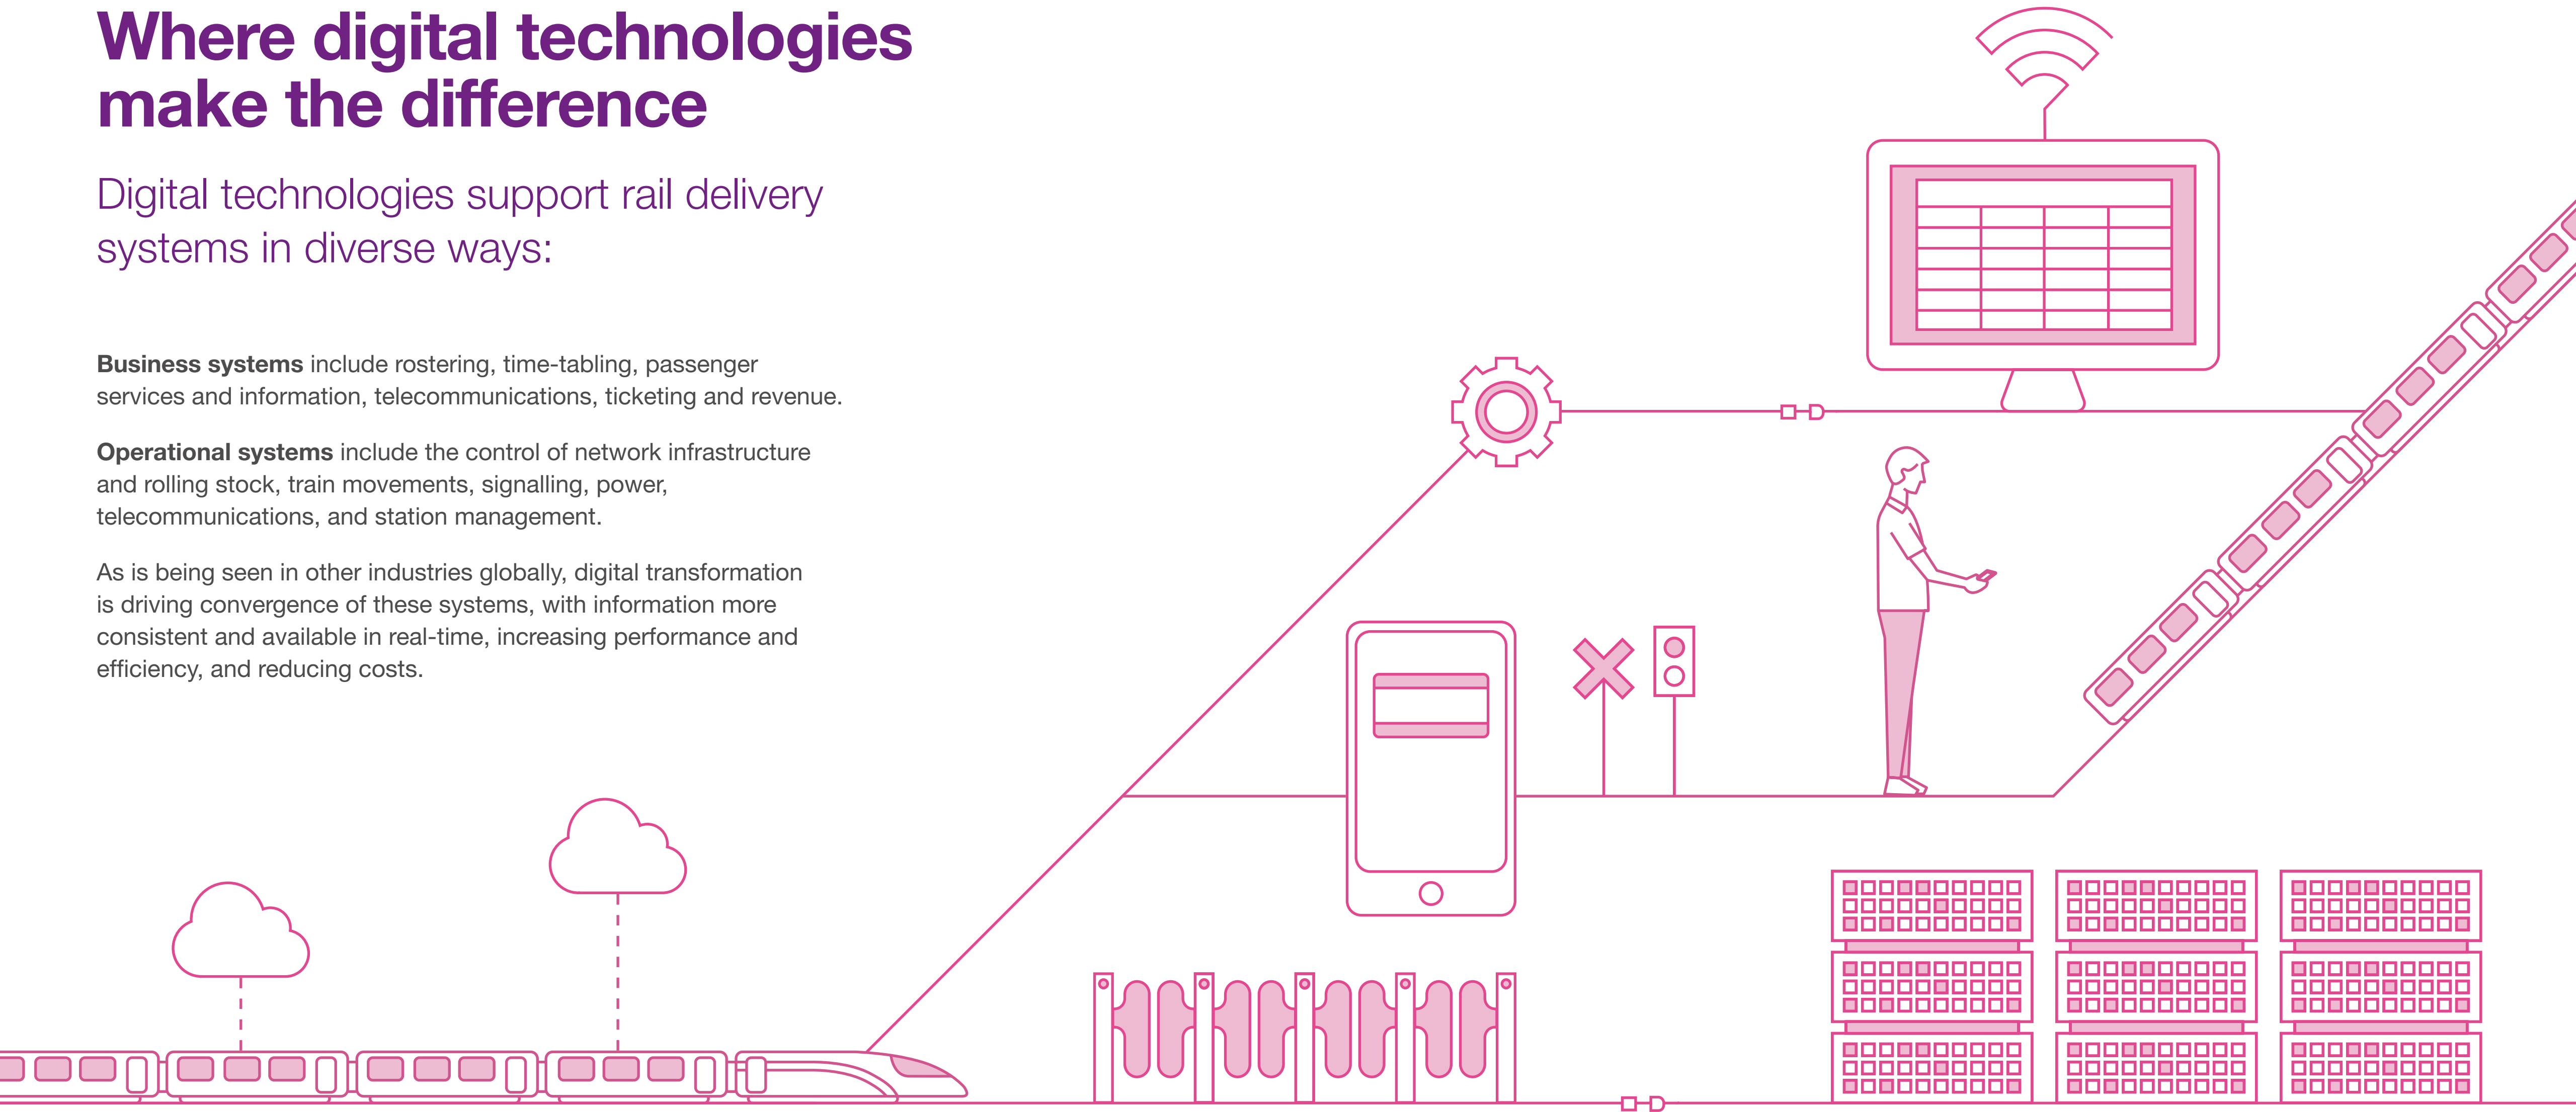 Where digital technologies
make the difference
Digital technologies support rail delivery
systems in diverse ways:
Business systems include rostering, time-tabling, passenger
services and information, telecommunications, ticketing and revenue.
Operational systems include the control of network infrastructure
and rolling stock, train movements, signalling, power,
telecommunications, and station management.
As is being seen in other industries globally, digital transformation
is driving convergence of these systems, with information more
consistent and available in real-time, increasing performance and
efficiency, and reducing costs.